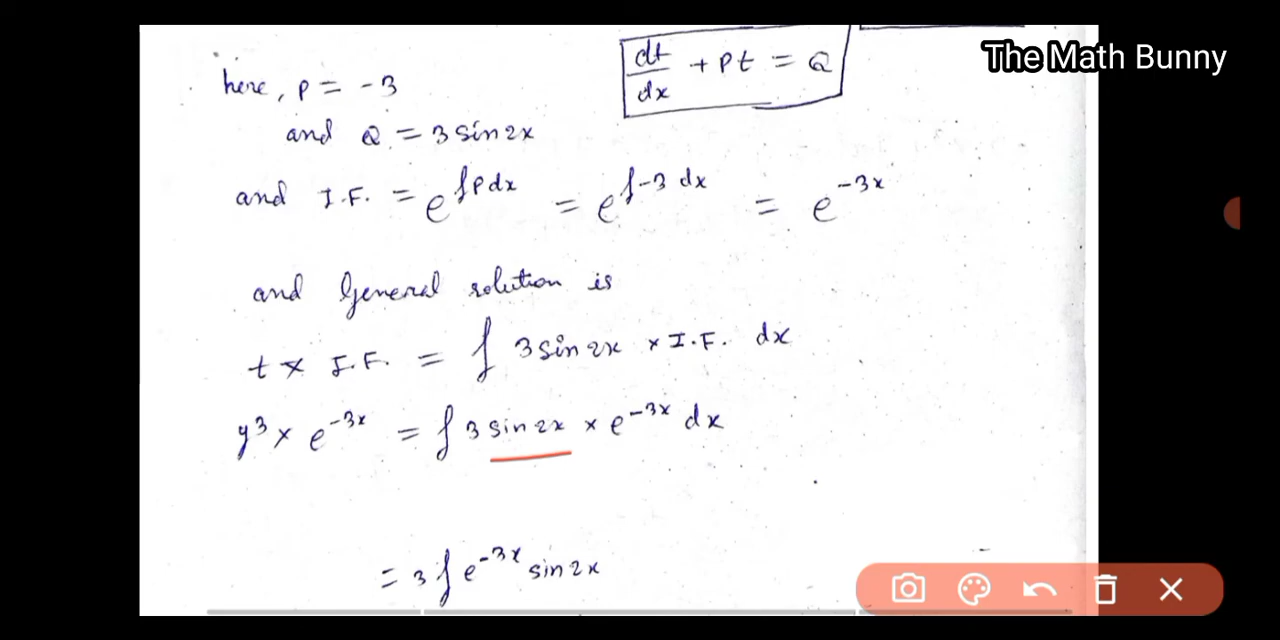 dt/dx + Pt = Q
The Math Bunny
here, p = -3
and Q = 3 sin 2x
and I.F. = e^∫Pdx = e^∫-3 dx = e^-3x
and General solution is
t × I.F. = ∫ 3 sin 2x × I.F. dx
y³ × e^-3x = ∫ 3 sin 2x × e^-3x dx
= 3 ∫ e^-3x sin 2x